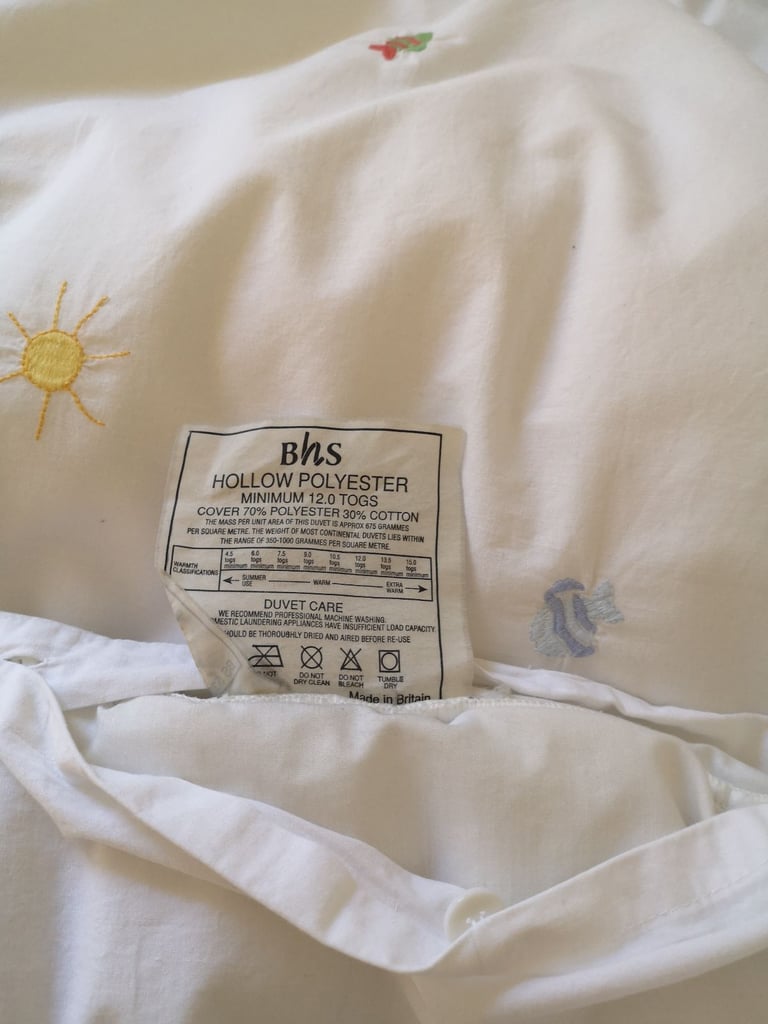 BhS
HOLLOW POLYESTER
MINIMUM 12.0 TOGS
COVER 70% POLYESTER 30% COTTON
THE MASS PER UNIT AREA OF THIS DUVET IS APPROX 675 GRAMMES
PER SQUARE METRE. THE WEIGHT OF MOST CONTINENTAL DUVETS LIES WITHIN
THE RANGE OF 350-1000 GRAMMES PER SQUARE METRE.
WARMTH CLASSIFICATIONS
4.5 6.0 7.5 9.0 10.5 12.0 13.5 15.0
togs togs togs togs togs togs togs togs
minimum minimum minimum minimum minimum minimum minimum minimum
SUMMER USE WARM EXTRA WARM
DUVET CARE
WE RECOMMEND PROFESSIONAL MACHINE WASHING.
MESTIC LAUNDERING APPLIANCES HAVE INSUFFICIENT LOAD CAPACITY.
HOULD BE THOROUGHLY DRIED AND AIRED BEFORE RE-USE
DO NOT DRY CLEAN
DO NOT BLEACH
TUMBLE DRY
Made in Britain